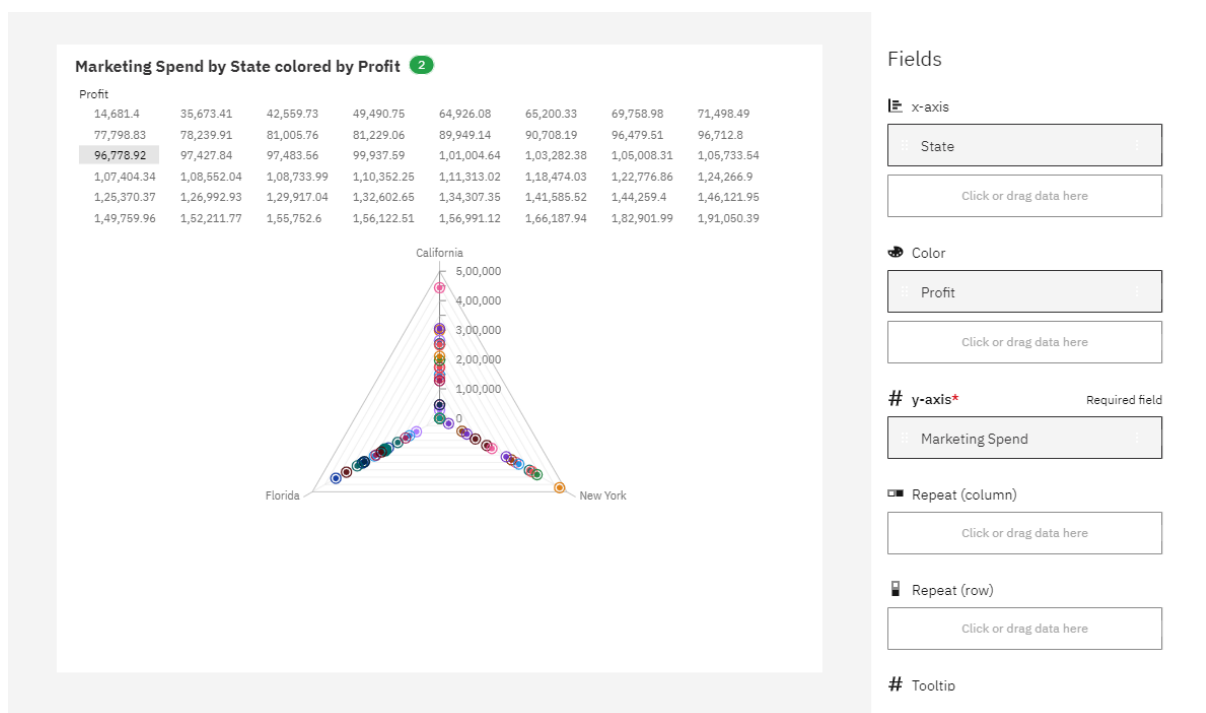 Marketing Spend by State colored by Profit 2
Profit
14,681.4 35,673.41 42,559.73 49,490.75 64,926.08 65,200.33 69,758.98 71,498.49
77,798.83 78,239.91 81,005.76 81,229.06 89,949.14 90,708.19 96,479.51 96,712.8
96,778.92 97,427.84 97,483.56 99,937.59 1,01,004.64 1,03,282.38 1,05,008.31 1,05,733.54
1,07,404.34 1,08,552.04 1,08,733.99 1,10,352.25 1,11,313.02 1,18,474.03 1,22,776.86 1,24,266.9
1,25,370.37 1,26,992.93 1,29,917.04 1,32,602.65 1,34,307.35 1,41,585.52 1,44,259.4 1,46,121.95
1,49,759.96 1,52,211.77 1,55,752.6 1,56,122.51 1,56,991.12 1,66,187.94 1,82,901.99 1,91,050.39
California
5,00,000
4,00,000
3,00,000
2,00,000
1,00,000
0
Florida
New York
Fields
x-axis
State
Click or drag data here
Color
Profit
Click or drag data here
# y-axis* Required field
Marketing Spend
Repeat (column)
Click or drag data here
Repeat (row)
Click or drag data here
# Tooltip